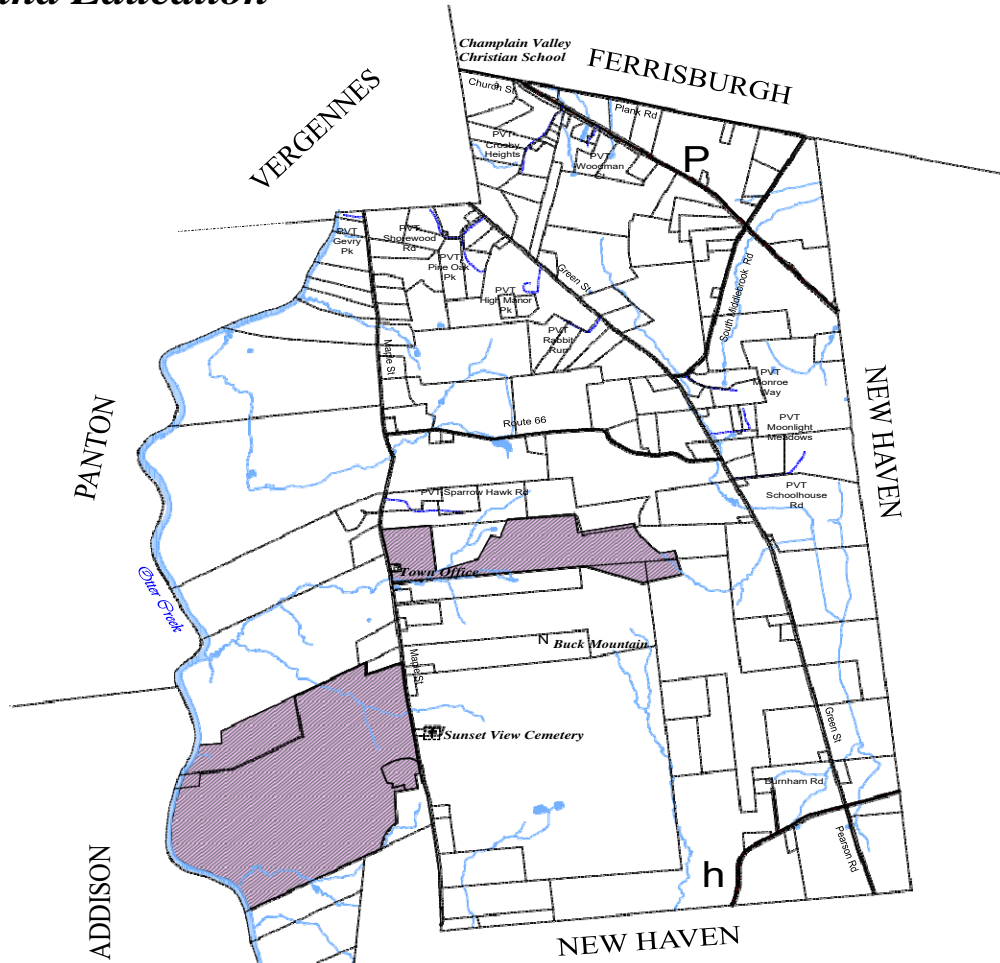 and Education
Champlain Valley
Christian School
FERRISBURGH
Church St
Plank Rd
VERGENNES
PVT
Crosby
Heights
PVT
Woodman
P
PVT
Gevry
Pk
PVT
Shorewood
Rd
PVT
Pine Oak
Pk
Green St
South Middlebrook Rd
PVT
High Manor
Pk
PVT
Rabbit
Run
Maple St
PVT
Monroe
Way
NEW HAVEN
PANTON
Route 66
PVT
Moonlight
Meadows
PVT Sparrow Hawk Rd
PVT
Schoolhouse
Rd
Otter Creek
Town Office
N Buck Mountain
Maple St
Sunset View Cemetery
Green St
Burnham Rd
Pearson Rd
ADDISON
h
NEW HAVEN